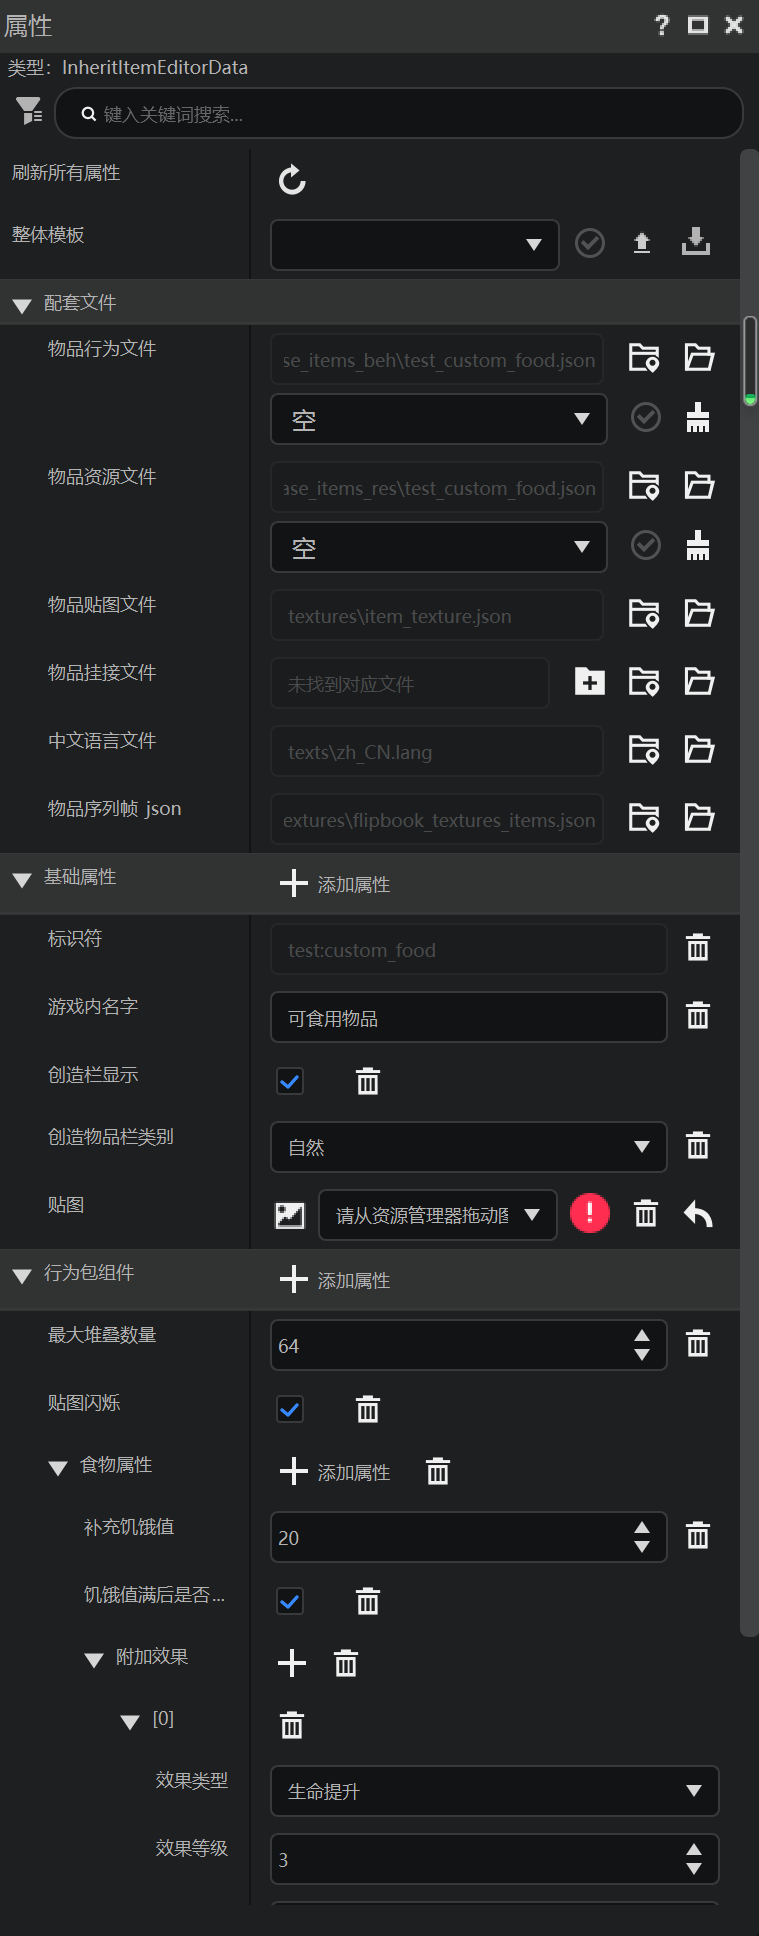 属性
类型：InheritItemEditorData
键入关键词搜索...
刷新所有属性
整体模板
配套文件
物品行为文件
se_items_beh\test_custom_food.json
空
物品资源文件
ase_items_res\test_custom_food.json
空
物品贴图文件
textures\item_texture.json
物品挂接文件
未找到对应文件
中文语言文件
texts\zh_CN.lang
物品序列帧 json
extures\flipbook_textures_items.json
基础属性
添加属性
标识符
test:custom_food
游戏内名字
可食用物品
创造栏显示
创造物品栏类别
自然
贴图
请从资源管理器拖动图
行为包组件
添加属性
最大堆叠数量
64
贴图闪烁
食物属性
添加属性
补充饥饿值
20
饥饿值满后是否...
附加效果
[0]
效果类型
生命提升
效果等级
3